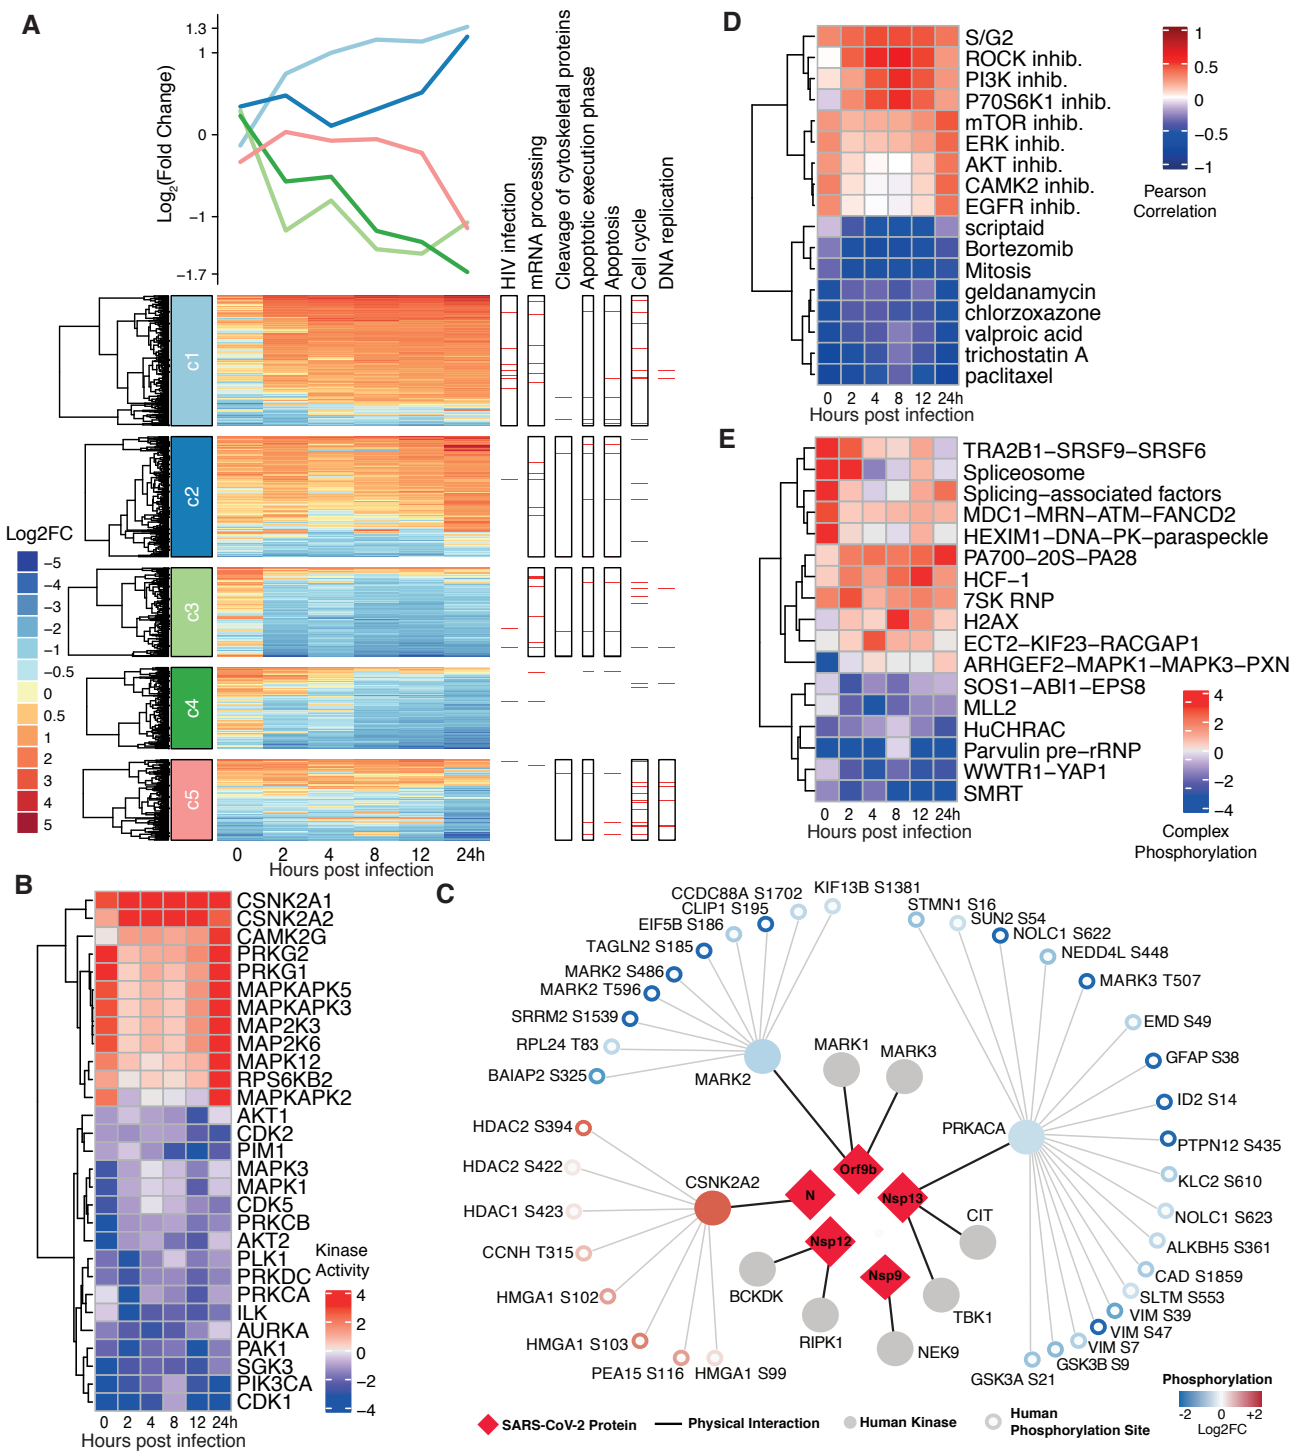 A
Log2(Fold Change)
1.3
1
0
−1
−1.7
HIV infection
mRNA processing
Cleavage of cytoskeletal proteins
Apoptotic execution phase
Apoptosis
Cell cycle
DNA replication
c1
c2
c3
c4
c5
Log2FC
−5
−4
−3
−2
−1
−0.5
0
0.5
1
2
3
4
5
0 2 4 8 12 24h
Hours post infection
B
CSNK2A1
CSNK2A2
CAMK2G
PRKG2
PRKG1
MAPKAPK5
MAPKAPK3
MAP2K3
MAP2K6
MAPK12
RPS6KB2
MAPKAPK2
AKT1
CDK2
PIM1
MAPK3
MAPK1
CDK5
PRKCB
AKT2
PLK1
PRKDC
PRKCA
ILK
AURKA
PAK1
SGK3
PIK3CA
CDK1
0 2 4 8 12 24h
Hours post infection
Kinase
Activity
4
2
0
−2
−4
C
CCDC88A S1702
KIF13B S1381
CLIP1 S195
EIF5B S186
TAGLN2 S185
MARK2 S486
MARK2 T596
SRRM2 S1539
RPL24 T83
BAIAP2 S325
MARK2
MARK1
MARK3
STMN1 S16
SUN2 S54
NOLC1 S622
NEDD4L S448
MARK3 T507
EMD S49
GFAP S38
ID2 S14
PRKACA
PTPN12 S435
KLC2 S610
NOLC1 S623
ALKBH5 S361
CAD S1859
SLTM S553
VIM S39
VIM S47
VIM S7
GSK3B S9
GSK3A S21
HDAC2 S394
HDAC2 S422
HDAC1 S423
CCNH T315
HMGA1 S102
HMGA1 S103
PEA15 S116
HMGA1 S99
CSNK2A2
Orf9b
N
Nsp13
Nsp12
Nsp9
CIT
BCKDK
TBK1
RIPK1
NEK9
SARS-CoV-2 Protein
Physical Interaction
Human Kinase
Human
Phosphorylation Site
Phosphorylation
-2 0 +2
Log2FC
D
S/G2
ROCK inhib.
PI3K inhib.
P70S6K1 inhib.
mTOR inhib.
ERK inhib.
AKT inhib.
CAMK2 inhib.
EGFR inhib.
scriptaid
Bortezomib
Mitosis
geldanamycin
chlorzoxazone
valproic acid
trichostatin A
paclitaxel
0 2 4 8 12 24h
Hours post infection
1
0.5
0
−0.5
−1
Pearson
Correlation
E
TRA2B1−SRSF9−SRSF6
Spliceosome
Splicing−associated factors
MDC1−MRN−ATM−FANCD2
HEXIM1−DNA−PK−paraspeckle
PA700−20S−PA28
HCF−1
7SK RNP
H2AX
ECT2−KIF23−RACGAP1
ARHGEF2−MAPK1−MAPK3−PXN
SOS1−ABI1−EPS8
MLL2
HuCHRAC
Parvulin pre−rRNP
WWTR1−YAP1
SMRT
0 2 4 8 12 24h
Hours post infection
4
2
0
−2
−4
Complex
Phosphorylation